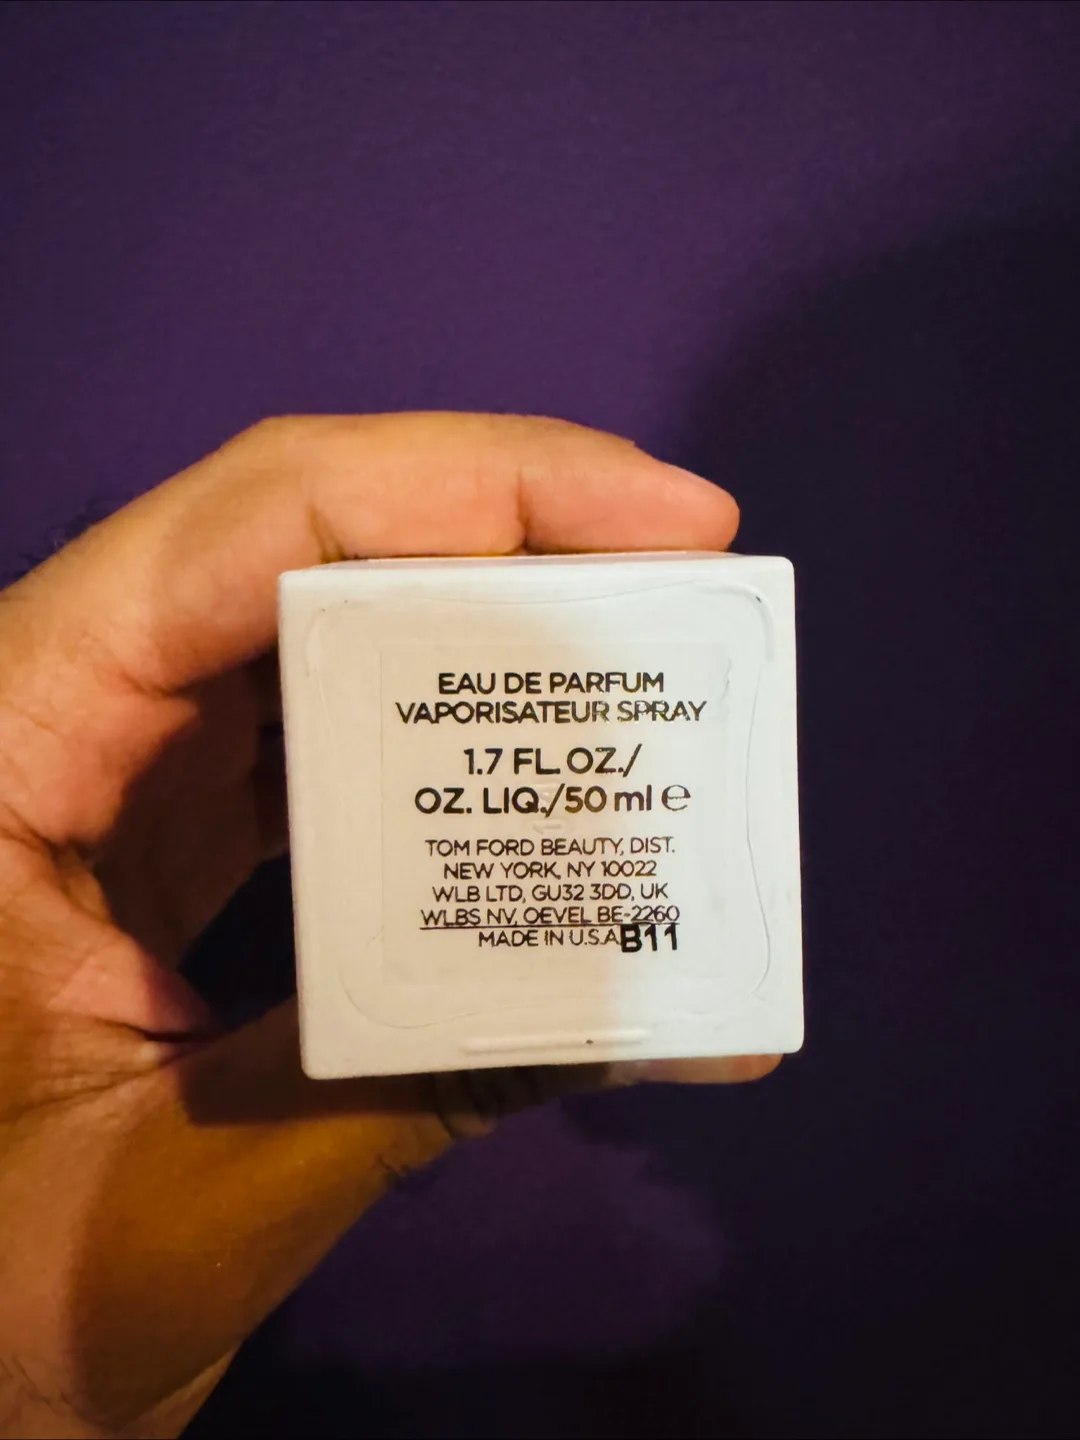 EAU DE PARFUM
VAPORISATEUR SPRAY
1.7 FL. OZ./
OZ. LIQ./50 ml ℮
TOM FORD BEAUTY, DIST.
NEW YORK, NY 10022
WLB LTD, GU32 3DD, UK
WLBS NV, OEVEL BE-2260
MADE IN U.S.A B11